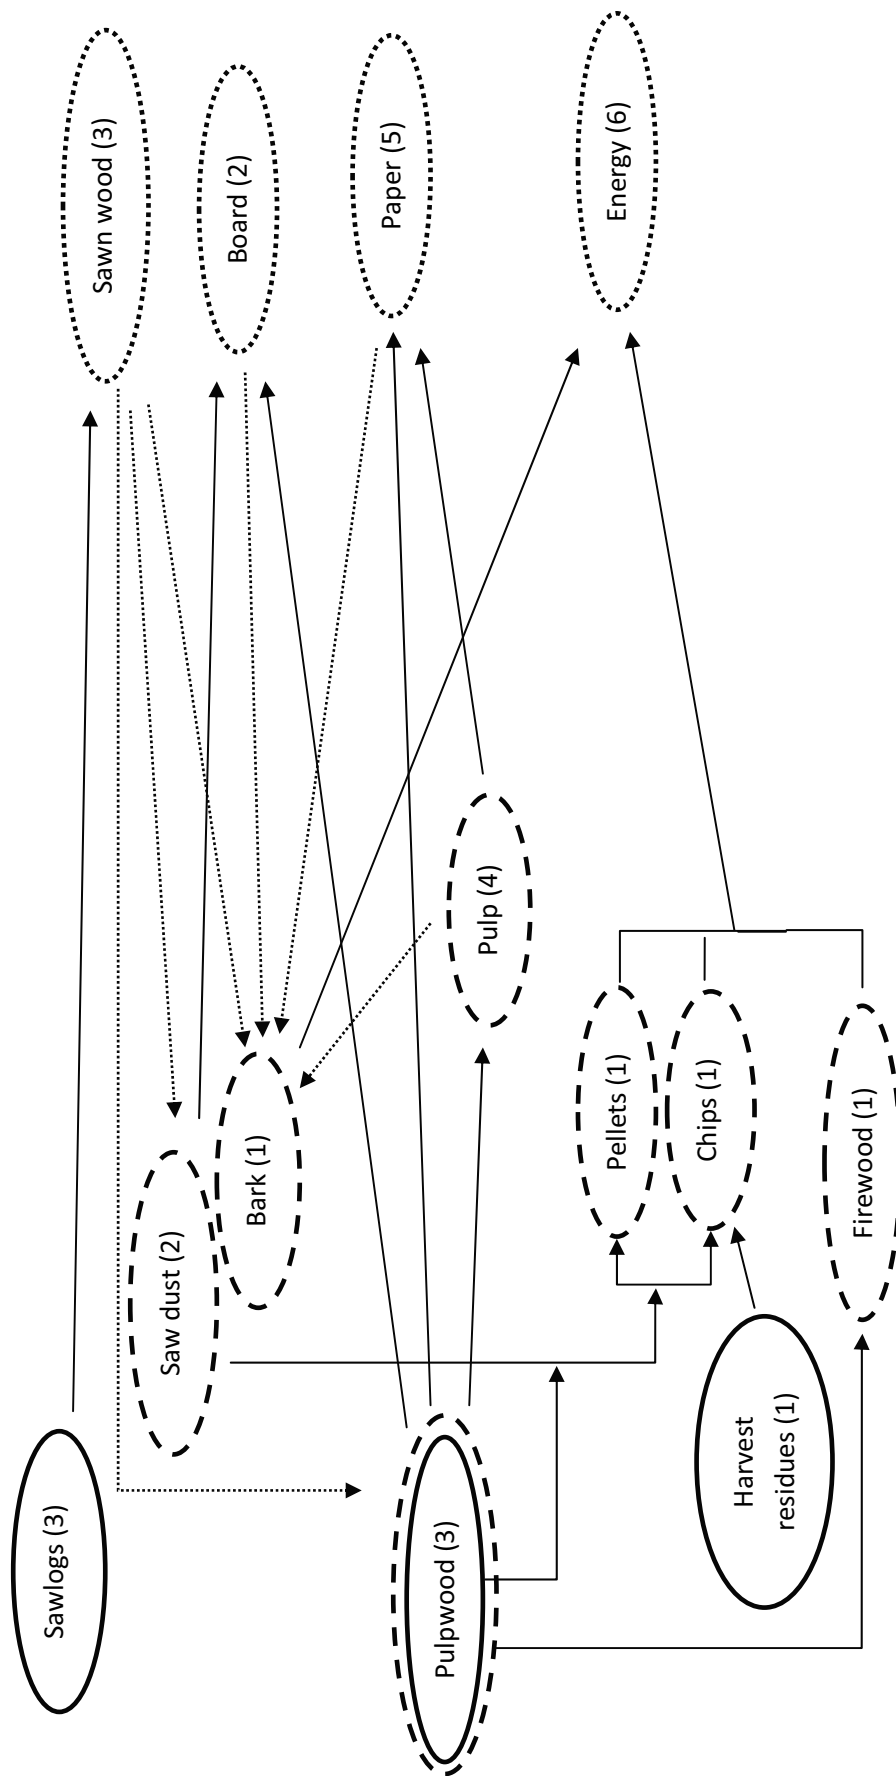 Sawlogs (3)
Pulpwood (3)
Harvest
residues (1)
Saw dust (2)
Bark (1)
Pulp (4)
Pellets (1)
Chips (1)
Firewood (1)
Sawn wood (3)
Board (2)
Paper (5)
Energy (6)